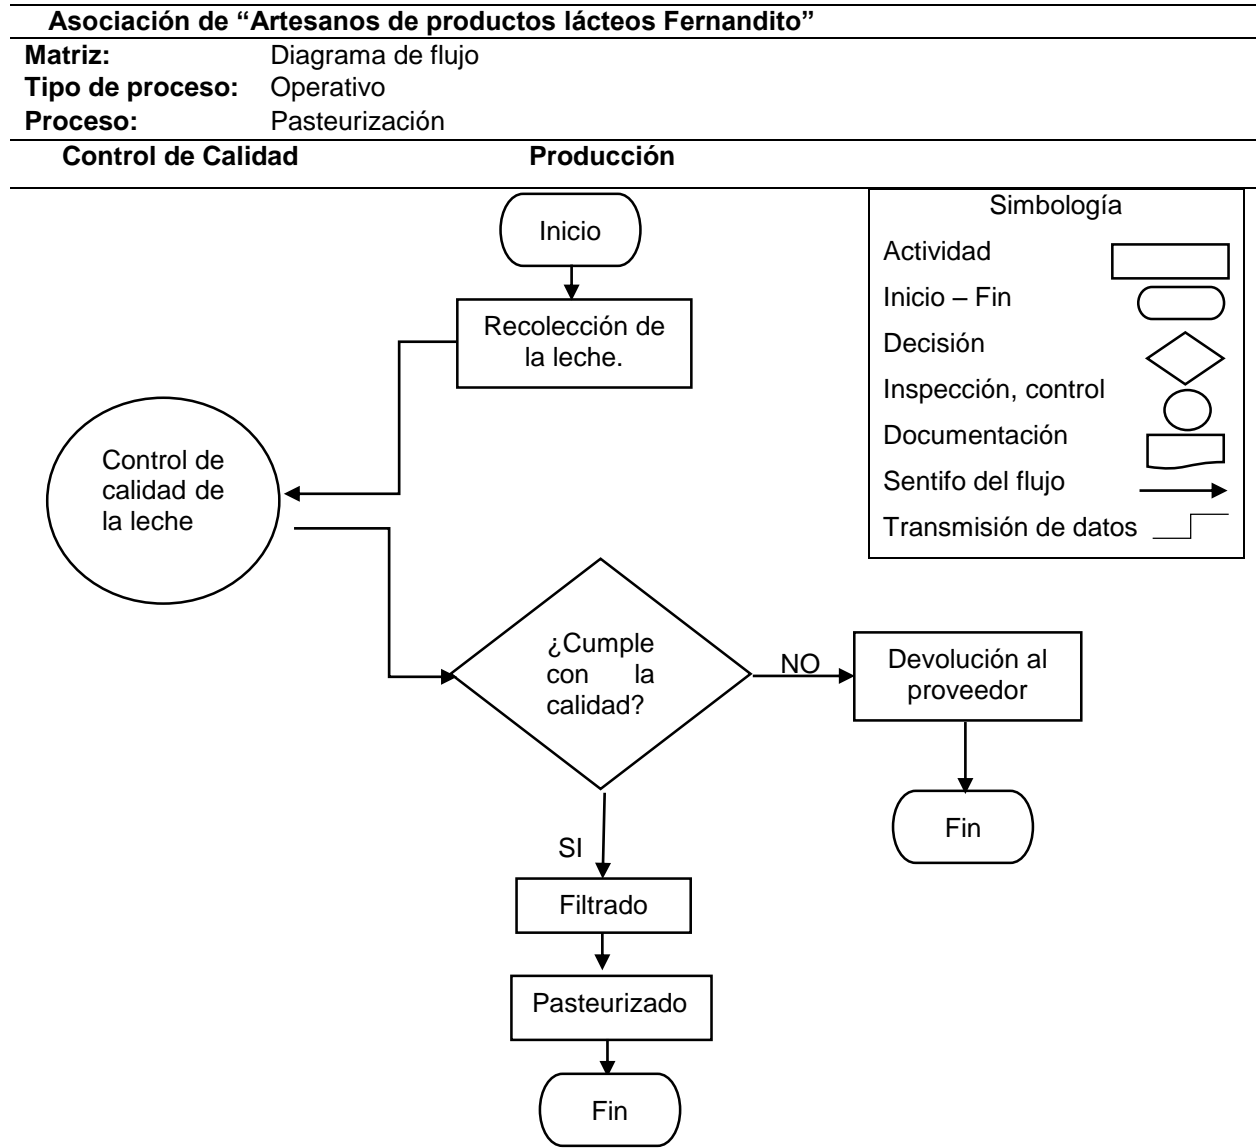 Asociación de “Artesanos de productos lácteos Fernandito”
Matriz: Diagrama de flujo
Tipo de proceso: Operativo
Proceso: Pasteurización
Control de Calidad Producción
Inicio
Recolección de
la leche.
Control de
calidad de
la leche
¿Cumple
con la
calidad?
NO
Devolución al
proveedor
Fin
SI
Filtrado
Pasteurizado
Fin
Simbología
Actividad
Inicio – Fin
Decisión
Inspección, control
Documentación
Sentifo del flujo
Transmisión de datos